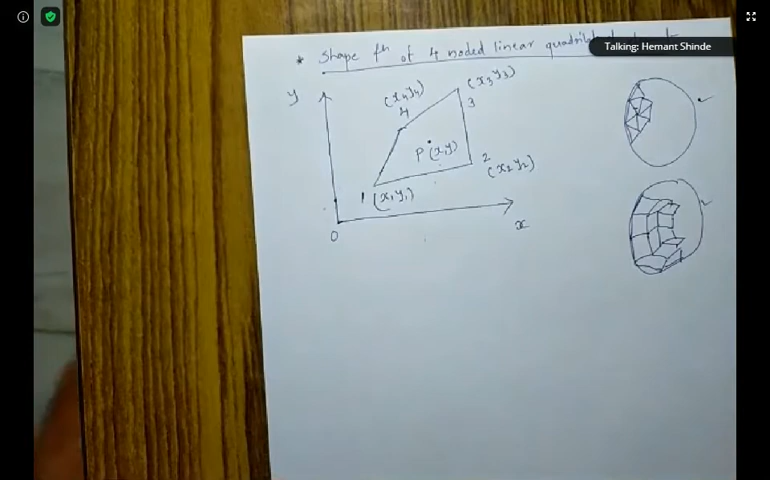 Talking: Hemant Shinde
* Shape fn of 4 noded linear
y
(x4 y4)
4
(x3 y3)
3
P (x,y)
2
(x2 y2)
1 (x1 y1)
0
x